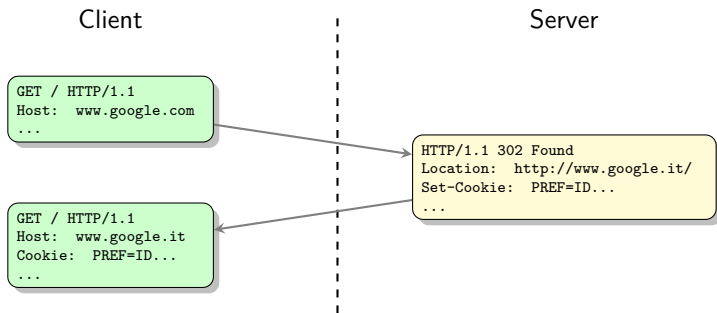 Client
Server
GET / HTTP/1.1
Host: www.google.com
...
HTTP/1.1 302 Found
Location: http://www.google.it/
Set-Cookie: PREF=ID...
...
GET / HTTP/1.1
Host: www.google.it
Cookie: PREF=ID...
...